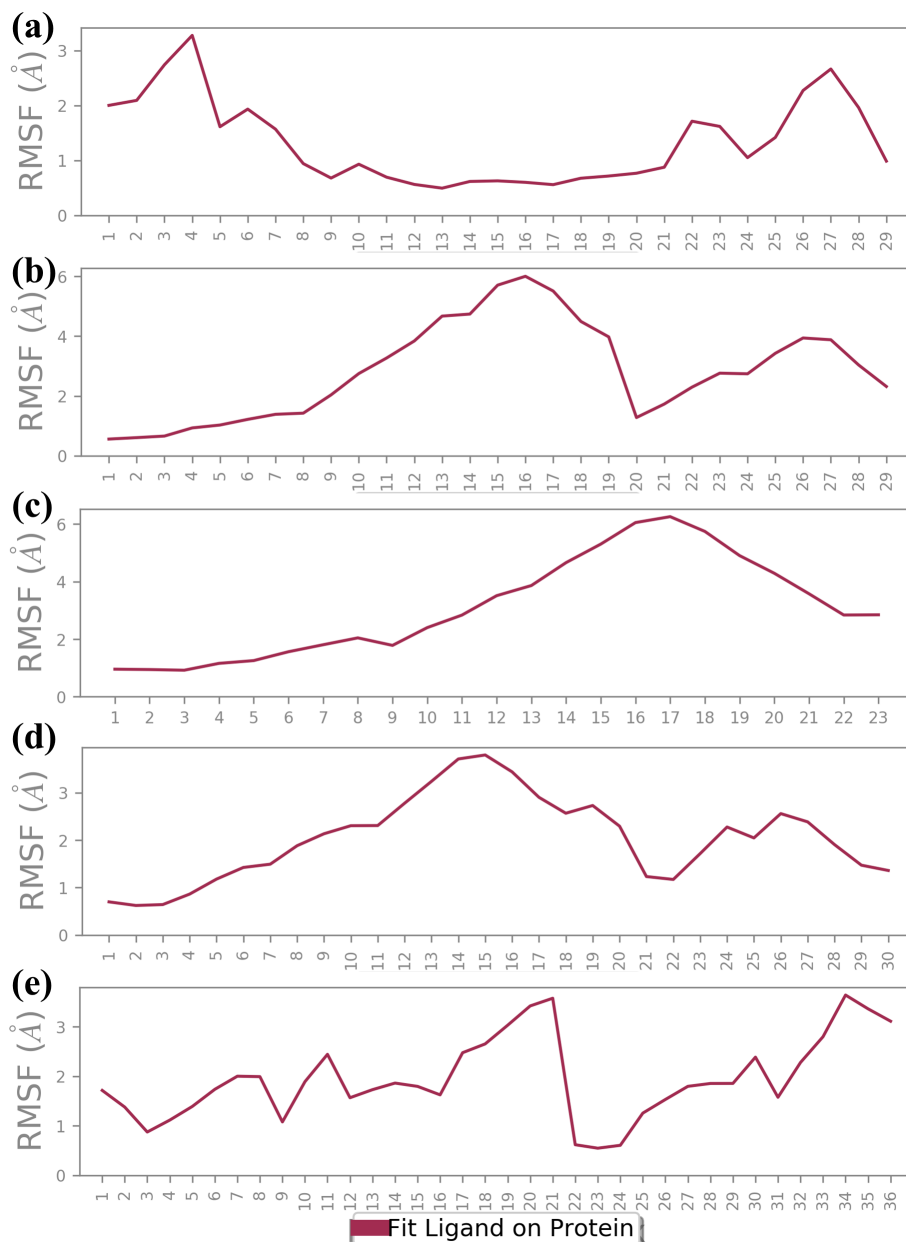 (a)
RMSF (Å)
3
2
1
0
1 2 3 4 5 6 7 8 9 10 11 12 13 14 15 16 17 18 19 20 21 22 23 24 25 26 27 28 29
(b)
RMSF (Å)
6
4
2
0
1 2 3 4 5 6 7 8 9 10 11 12 13 14 15 16 17 18 19 20 21 22 23 24 25 26 27 28 29
(c)
RMSF (Å)
6
4
2
0
1 2 3 4 5 6 7 8 9 10 11 12 13 14 15 16 17 18 19 20 21 22 23
(d)
RMSF (Å)
3
2
1
0
1 2 3 4 5 6 7 8 9 10 11 12 13 14 15 16 17 18 19 20 21 22 23 24 25 26 27 28 29 30
(e)
RMSF (Å)
3
2
1
0
1 2 3 4 5 6 7 8 9 10 11 12 13 14 15 16 17 18 19 20 21 22 23 24 25 26 27 28 29 30 31 32 33 34 35 36
Fit Ligand on Protein